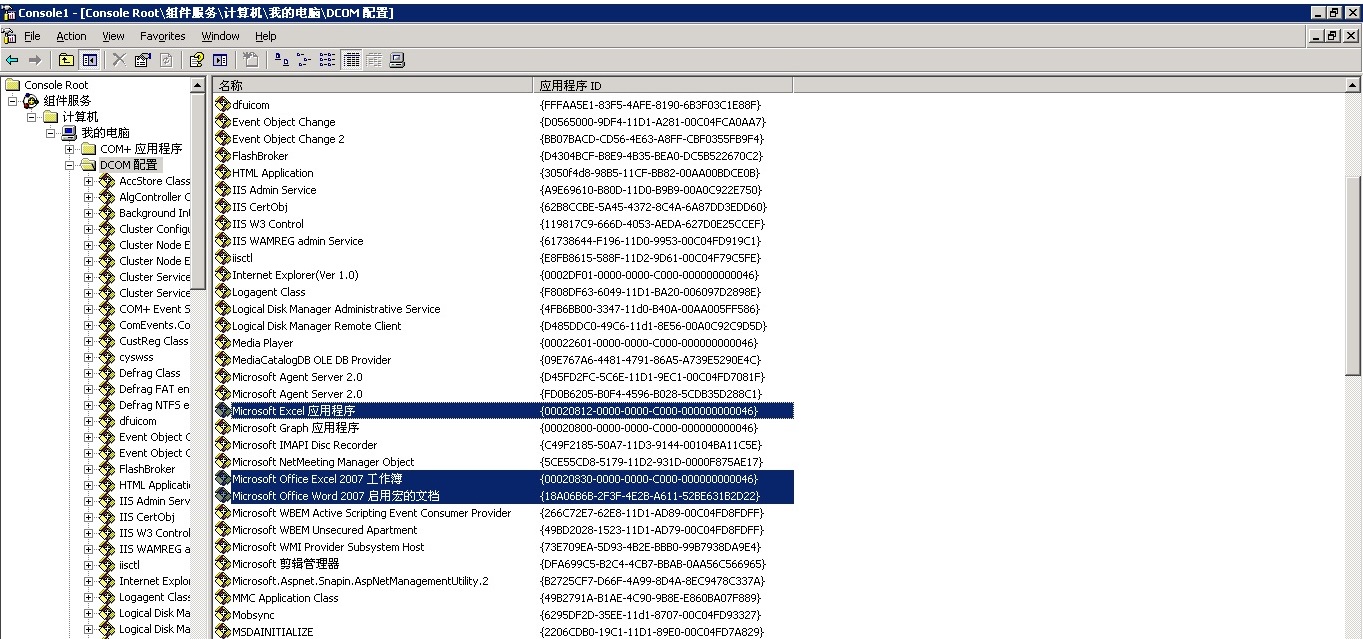 Console1 - [Console Root\组件服务\计算机\我的电脑\DCOM 配置]
File Action View Favorites Window Help
Console Root
组件服务
计算机
我的电脑
COM+ 应用程序
DCOM 配置
AccStore Class
AlgController C
Background Int
Cluster Configu
Cluster Node E
Cluster Node E
Cluster Service
Cluster Service
COM+ Event S
ComEvents.Co
CustReg Class
cyswss
Defrag Class
Defrag FAT en
Defrag NTFS e
dfuicom
Event Object C
Event Object C
FlashBroker
HTML Applicatio
IIS Admin Serv
IIS CertObj
IIS W3 Control
IIS WAMREG a
iisctl
Internet Explor
Logagent Class
Logical Disk Ma
Logical Disk Ma
名称 应用程序 ID
dfuicom {FFFAA5E1-83F5-4AFE-8190-6B3F03C1E88F}
Event Object Change {D0565000-9DF4-11D1-A281-00C04FCA0AA7}
Event Object Change 2 {BB07BACD-CD56-4E63-A8FF-CBF0355FB9F4}
FlashBroker {D4304BCF-B8E9-4B35-BEA0-DC5B522670C2}
HTML Application {3050f4d8-98B5-11CF-BB82-00AA00BDCE0B}
IIS Admin Service {A9E69610-B80D-11D0-B9B9-00A0C922E750}
IIS CertObj {62B8CCBE-5A45-4372-8C4A-6A87DD3EDD60}
IIS W3 Control {119817C9-666D-4053-AEDA-627D0E25CCEF}
IIS WAMREG admin Service {61738644-F196-11D0-9953-00C04FD919C1}
iisctl {E8FB8615-588F-11D2-9D61-00C04F79C5FE}
Internet Explorer(Ver 1.0) {0002DF01-0000-0000-C000-000000000046}
Logagent Class {F808DF63-6049-11D1-BA20-006097D2898E}
Logical Disk Manager Administrative Service {4FB6BB00-3347-11d0-B40A-00AA005FF586}
Logical Disk Manager Remote Client {D485DDC0-49C6-11d1-8E56-00A0C92C9D5D}
Media Player {00022601-0000-0000-C000-000000000046}
MediaCatalogDB OLE DB Provider {09E767A6-4481-4791-86A5-A739E5290E4C}
Microsoft Agent Server 2.0 {D45FD2FC-5C6E-11D1-9EC1-00C04FD7081F}
Microsoft Agent Server 2.0 {FD0B6205-B0F4-4596-B028-5CDB35D288C1}
Microsoft Excel 应用程序 {00020812-0000-0000-C000-000000000046}
Microsoft Graph 应用程序 {00020800-0000-0000-C000-000000000046}
Microsoft IMAPI Disc Recorder {C49F2185-50A7-11D3-9144-00104BA11C5E}
Microsoft NetMeeting Manager Object {5CE55CD8-5179-11D2-931D-0000F875AE17}
Microsoft Office Excel 2007 工作簿 {00020830-0000-0000-C000-000000000046}
Microsoft Office Word 2007 启用宏的文档 {18A06B6B-2F3F-4E2B-A611-52BE631B2D22}
Microsoft WBEM Active Scripting Event Consumer Provider {266C72E7-62E8-11D1-AD89-00C04FD8FDFF}
Microsoft WBEM Unsecured Apartment {49BD2028-1523-11D1-AD79-00C04FD8FDFF}
Microsoft WMI Provider Subsystem Host {73E709EA-5D93-4B2E-BBB0-99B7938DA9E4}
Microsoft 剪辑管理器 {DFA699C5-B2C4-4CB7-BBAB-0AA56C566965}
Microsoft.Aspnet.Snapin.AspNetManagementUtility.2 {B2725CF7-D66F-4A99-8D4A-8EC9478C337A}
MMC Application Class {49B2791A-B1AE-4C90-9B8E-E860BA07F889}
Mobsync {6295DF2D-35EE-11d1-8707-00C04FD93327}
MSDAINITIALIZE {2206CDB0-19C1-11D1-89E0-00C04FD7A829}